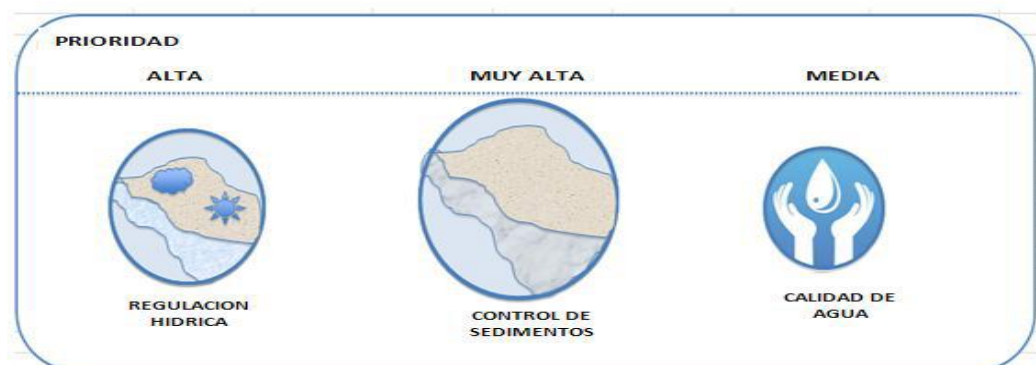 PRIORIDAD
ALTA
MUY ALTA
MEDIA
REGULACION
HIDRICA
CONTROL DE
SEDIMENTOS
CALIDAD DE
AGUA